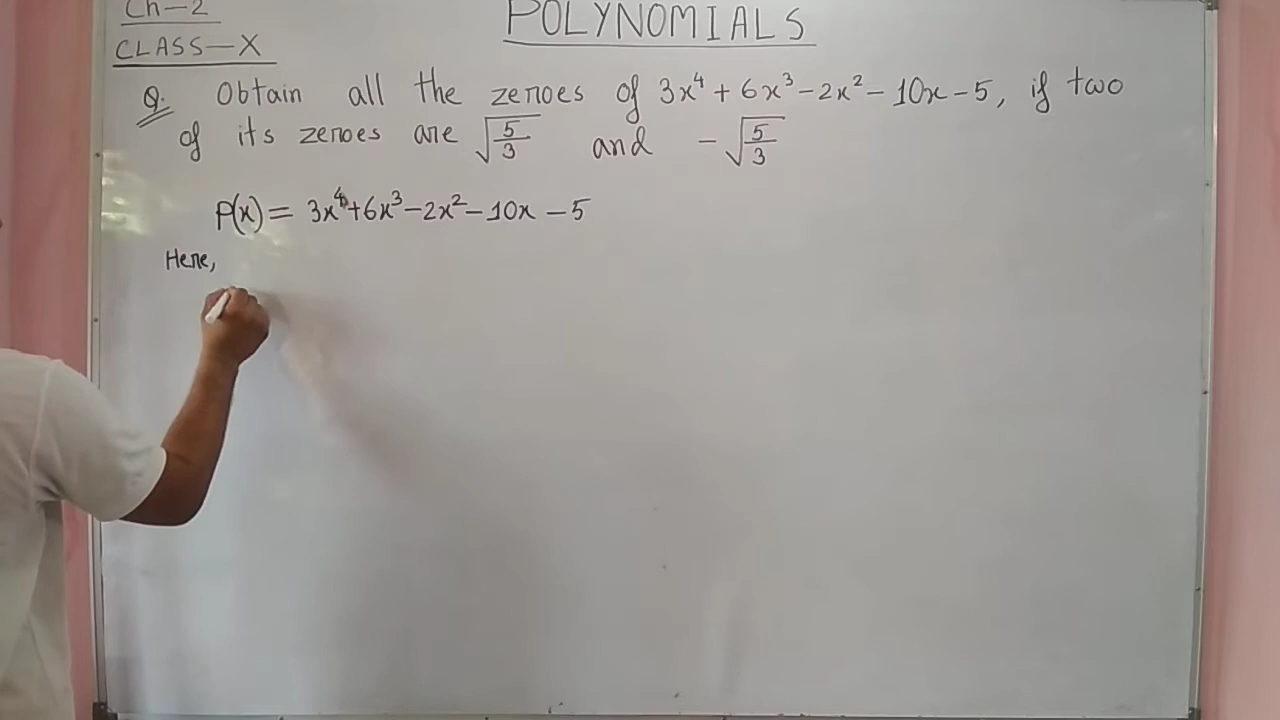 Ch-2
POLYNOMIALS
CLASS-X
Q. Obtain all the zeroes of 3x⁴ + 6x³ - 2x² - 10x - 5, if two
of its zeroes are √(5/3) and -√(5/3)
P(x) = 3x⁴+6x³-2x²-10x-5
Here,